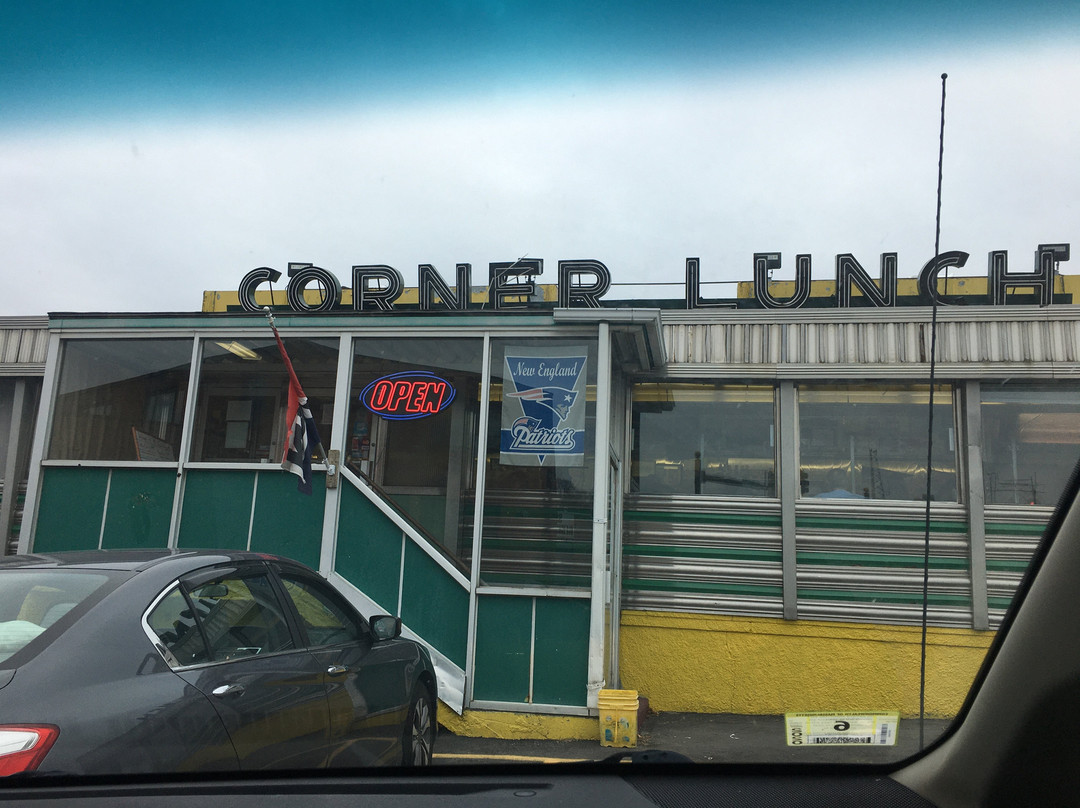 CORNER LUNCH
OPEN
New England
Patriots